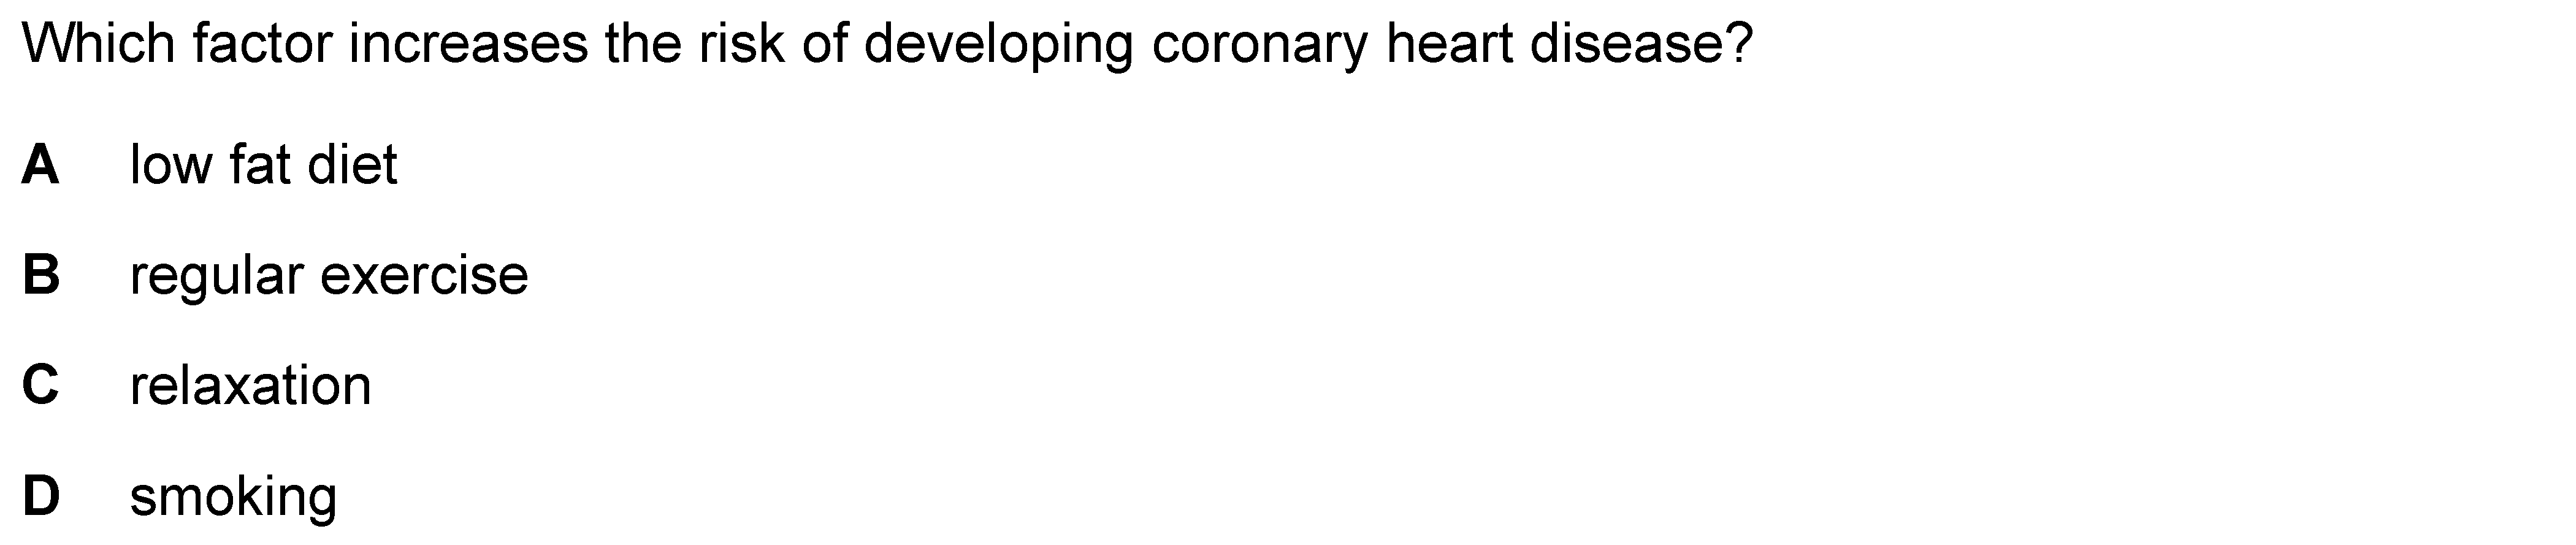 Which factor increases the risk of developing coronary heart disease?
A low fat diet
B regular exercise
C relaxation
D smoking